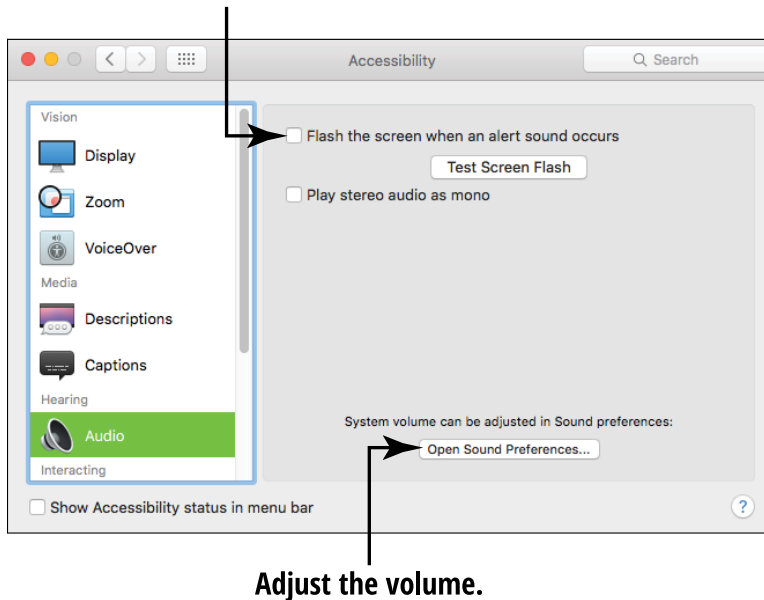 Accessibility
Search
Vision
Display
Zoom
VoiceOver
Media
Descriptions
Captions
Hearing
Audio
Interacting
Flash the screen when an alert sound occurs
Test Screen Flash
Play stereo audio as mono
System volume can be adjusted in Sound preferences:
Open Sound Preferences...
Show Accessibility status in menu bar
?
Adjust the volume.